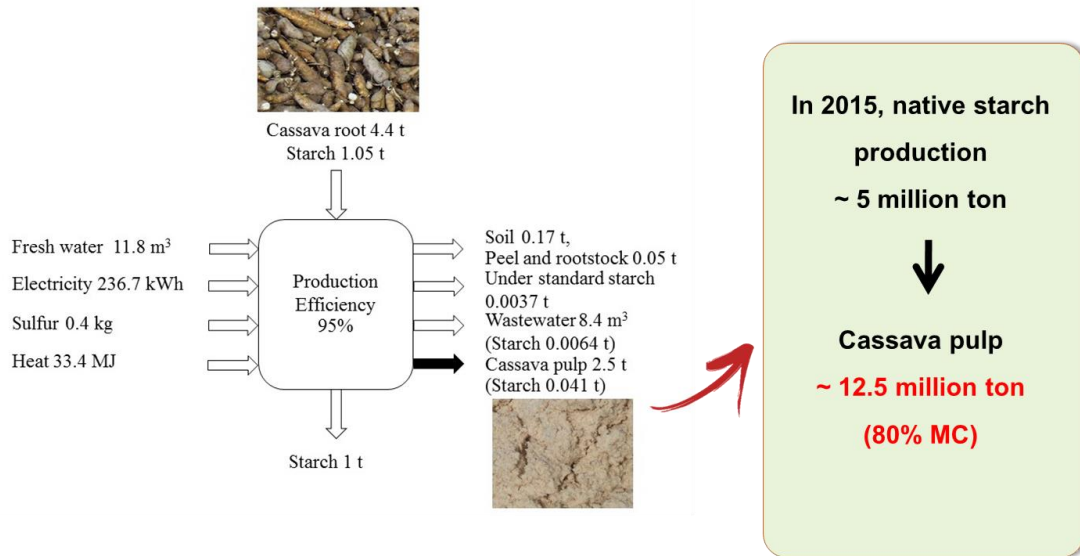 Cassava root 4.4 t
Starch 1.05 t
Fresh water 11.8 m³
Electricity 236.7 kWh
Sulfur 0.4 kg
Heat 33.4 MJ
Production
Efficiency
95%
Soil 0.17 t,
Peel and rootstock 0.05 t
Under standard starch
0.0037 t
Wastewater 8.4 m³
(Starch 0.0064 t)
Cassava pulp 2.5 t
(Starch 0.041 t)
Starch 1 t
In 2015, native starch
production
~ 5 million ton
Cassava pulp
~ 12.5 million ton
(80% MC)